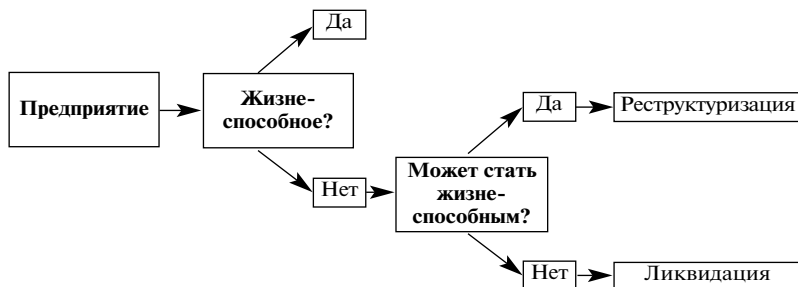 Да
Предприятие
Жизне-
способное?
Нет
Может стать
жизне-
способным?
Да
Реструктуризация
Нет
Ликвидация